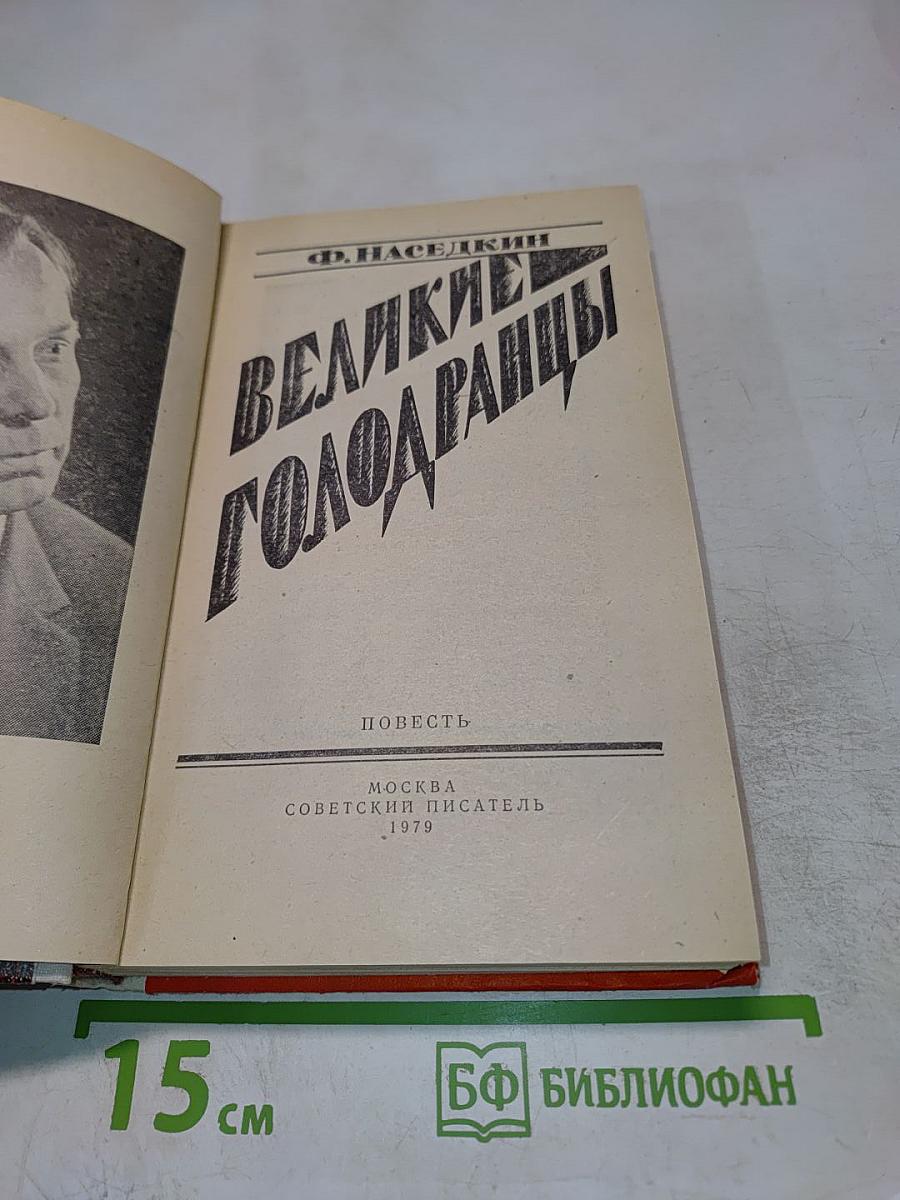 Ф. НАСЕДКИН
ВЕЛИКИЕ
ГОЛОДРАНЦЫ
ПОВЕСТЬ
МОСКВА
СОВЕТСКИЙ ПИСАТЕЛЬ
1979
15 см
БФ БИБЛИОФАН